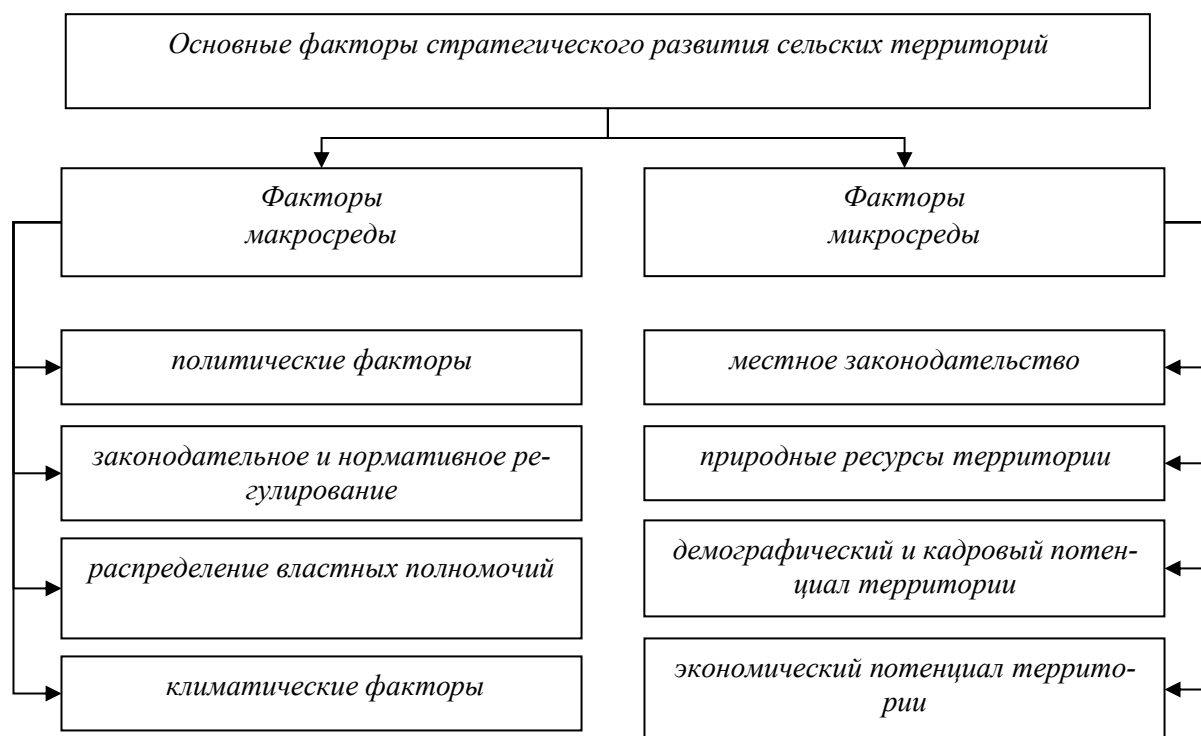 Основные факторы стратегического развития сельских территорий
Факторы
макросреды
Факторы
микросреды
политические факторы
местное законодательство
законодательное и нормативное ре-
гулирование
природные ресурсы территории
распределение властных полномочий
демографический и кадровый потен-
циал территории
климатические факторы
экономический потенциал террито-
рии